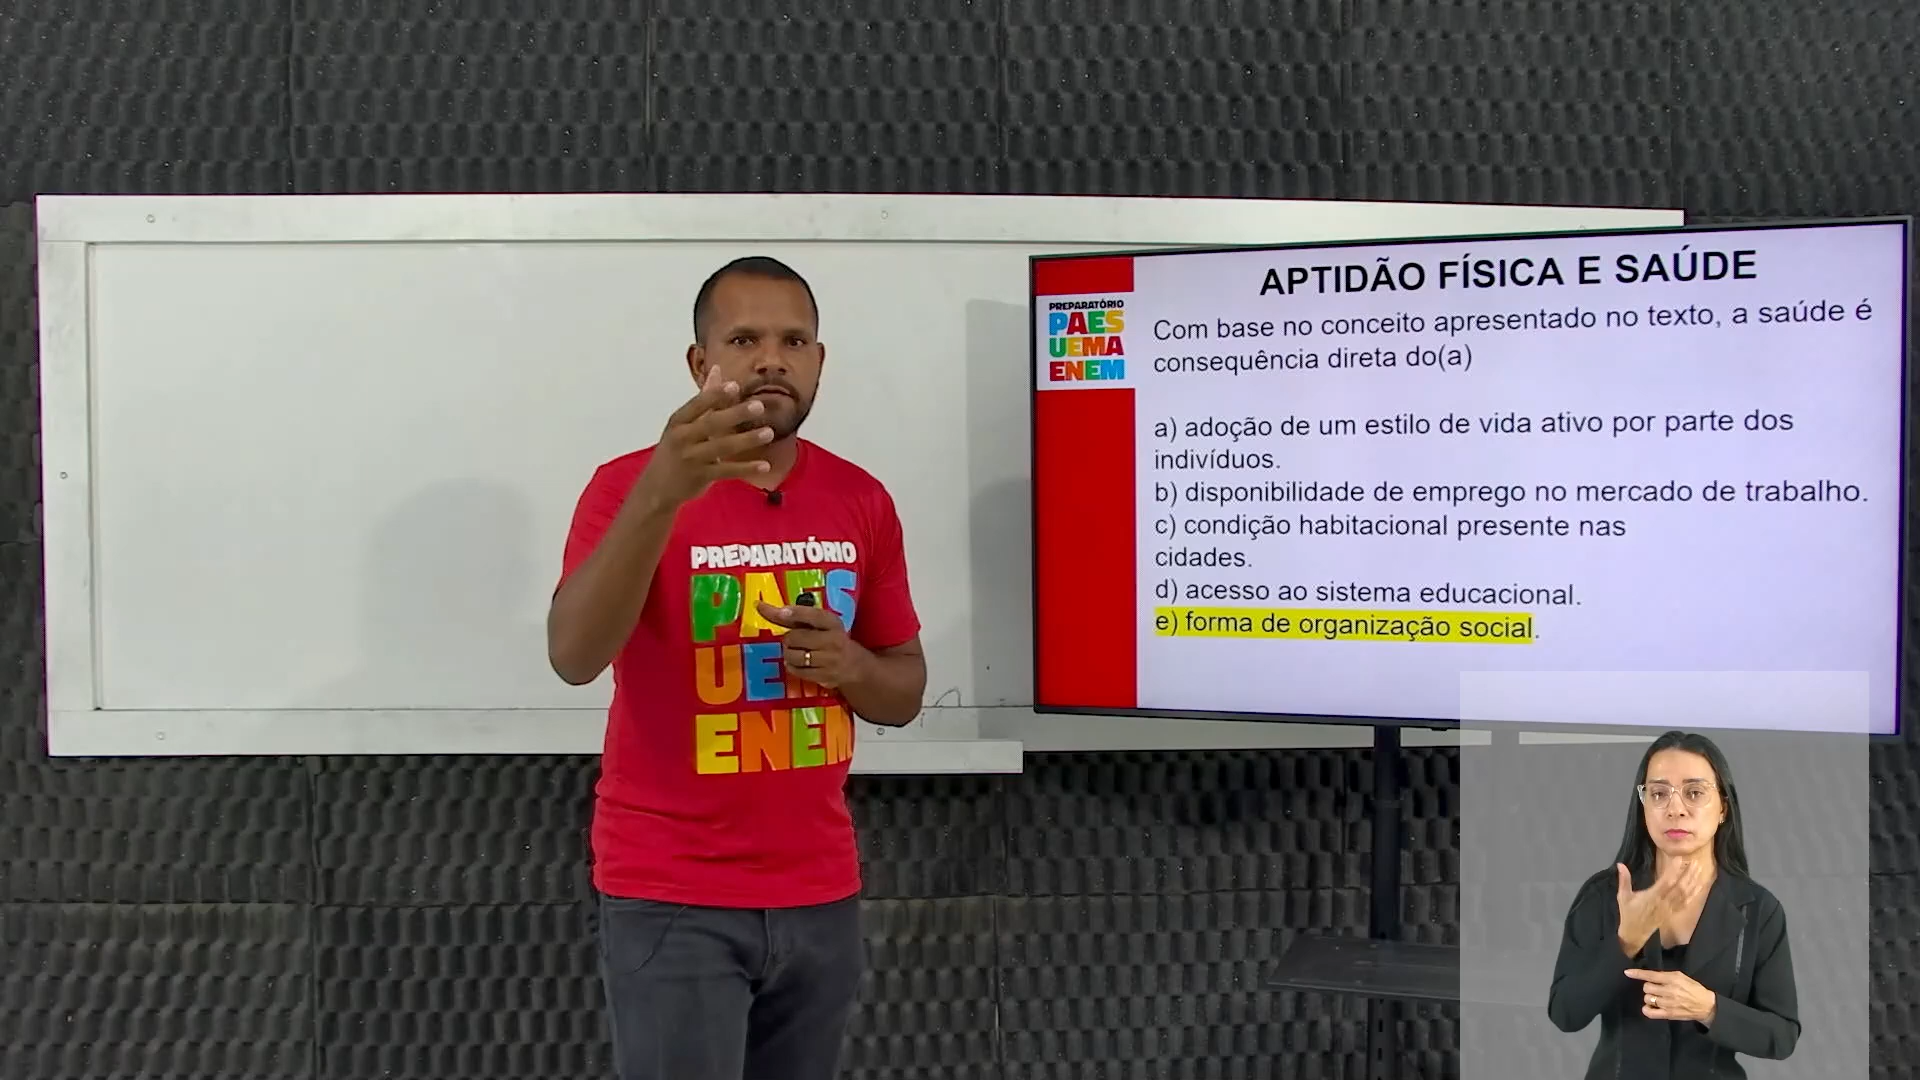 APTIDÃO FÍSICA E SAÚDE
PREPARATÓRIO
PAES
UEMA
ENEM
Com base no conceito apresentado no texto, a saúde é
consequência direta do(a)
a) adoção de um estilo de vida ativo por parte dos
indivíduos.
b) disponibilidade de emprego no mercado de trabalho.
c) condição habitacional presente nas
cidades.
d) acesso ao sistema educacional.
e) forma de organização social.
PREPARATÓRIO
PAES
UEMA
ENEM